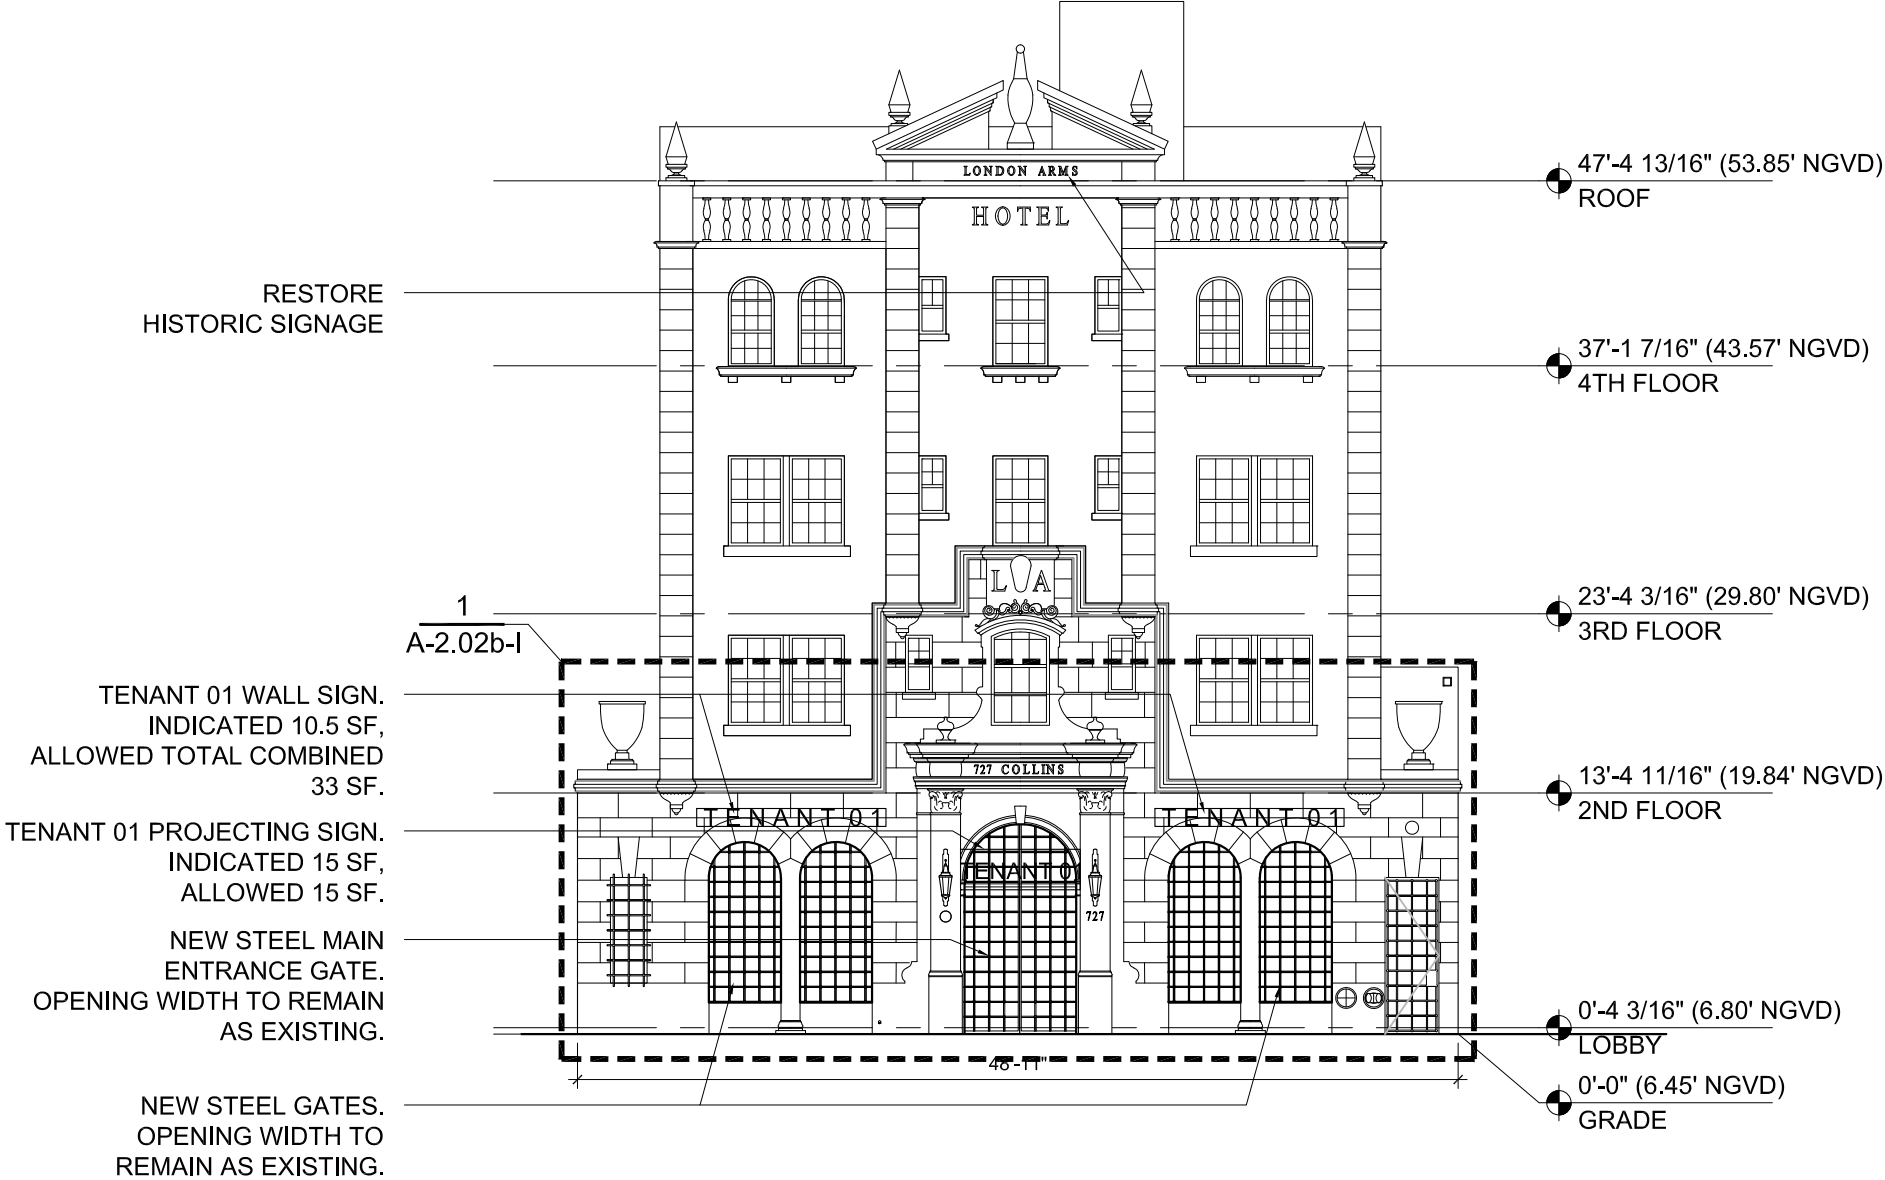 LONDON ARMS
HOTEL
47'-4 13/16" (53.85' NGVD)
ROOF
RESTORE
HISTORIC SIGNAGE
37'-1 7/16" (43.57' NGVD)
4TH FLOOR
L A
1
A-2.02b-I
23'-4 3/16" (29.80' NGVD)
3RD FLOOR
TENANT 01 WALL SIGN.
INDICATED 10.5 SF,
ALLOWED TOTAL COMBINED
33 SF.
727 COLLINS
13'-4 11/16" (19.84' NGVD)
2ND FLOOR
TENANT 01
TENANT 01
TENANT 01 PROJECTING SIGN.
INDICATED 15 SF,
ALLOWED 15 SF.
TENANT 01
727
NEW STEEL MAIN
ENTRANCE GATE.
OPENING WIDTH TO REMAIN
AS EXISTING.
0'-4 3/16" (6.80' NGVD)
LOBBY
48'-11"
0'-0" (6.45' NGVD)
GRADE
NEW STEEL GATES.
OPENING WIDTH TO
REMAIN AS EXISTING.